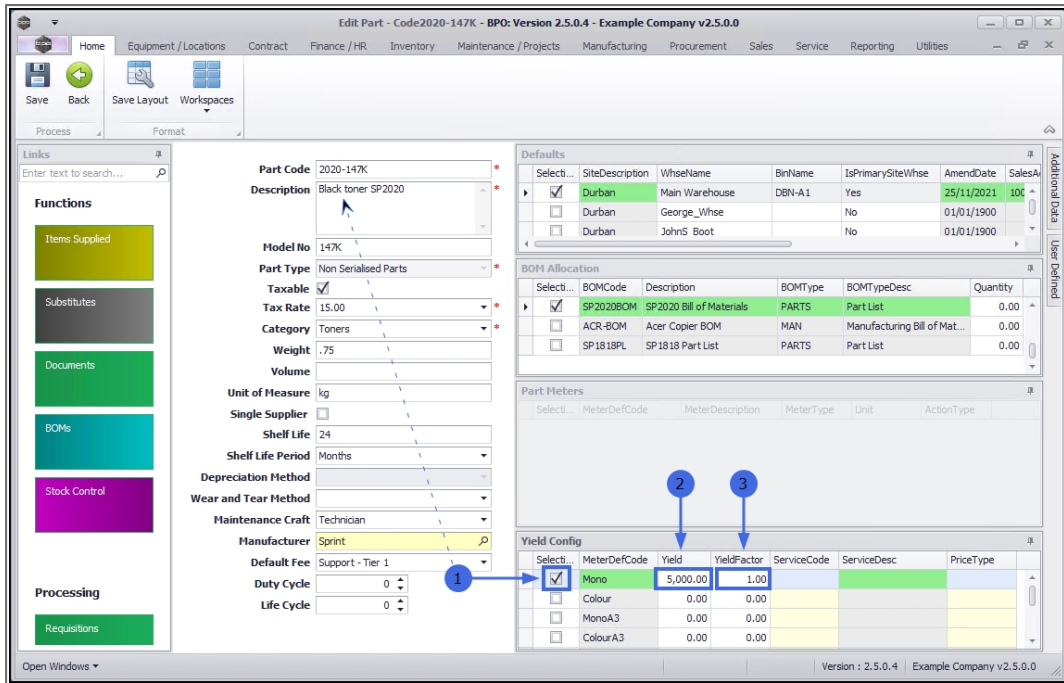 Edit Part - Code2020-147K - BPO: Version 2.5.0.4 - Example Company v2.5.0.0
Home Equipment / Locations Contract Finance / HR Inventory Maintenance / Projects Manufacturing Procurement Sales Service Reporting Utilities
Save Back Save Layout Workspaces
Process Format
Links
Enter text to search...
Functions
Items Supplied
Substitutes
Documents
BOMs
Stock Control
Processing
Requisitions
Part Code 2020-147K *
Description Black toner SP2020 *
Model No 147K
Part Type Non Serialised Parts *
Taxable
Tax Rate 15.00 *
Category Toners *
Weight .75
Volume
Unit of Measure kg
Single Supplier
Shelf Life 24
Shelf Life Period Months
Depreciation Method
Wear and Tear Method
Maintenance Craft Technician
Manufacturer Sprint
Default Fee Support - Tier 1
Duty Cycle 0
Life Cycle 0
1
Defaults
Selecti... SiteDescription WhseName BinName IsPrimarySiteWhse AmendDate SalesA
Durban Main Warehouse DBN-A1 Yes 25/11/2021 100
Durban George_Whse No 01/01/1900
Durban JohnS Boot No 01/01/1900
BOM Allocation
Selecti... BOMCode Description BOMType BOMTypeDesc Quantity
SP2020BOM SP2020 Bill of Materials PARTS Part List 0.00
ACR-BOM Acer Copier BOM MAN Manufacturing Bill of Mat... 0.00
SP1818PL SP1818 Part List PARTS Part List 0.00
Part Meters
Selecti... MeterDefCode MeterDescription MeterType Unit ActionType
2 3
Yield Config
Selecti... MeterDefCode Yield YieldFactor ServiceCode ServiceDesc PriceType
Mono 5,000.00 1.00
Colour 0.00 0.00
MonoA3 0.00 0.00
ColourA3 0.00 0.00
Additional Data
User Defined
Open Windows Version : 2.5.0.4 Example Company v2.5.0.0